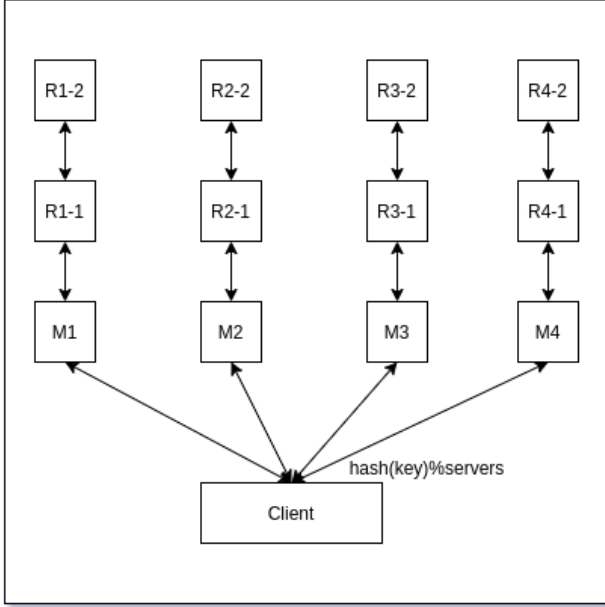 R1-2
R2-2
R3-2
R4-2
R1-1
R2-1
R3-1
R4-1
M1
M2
M3
M4
hash(key)%servers
Client